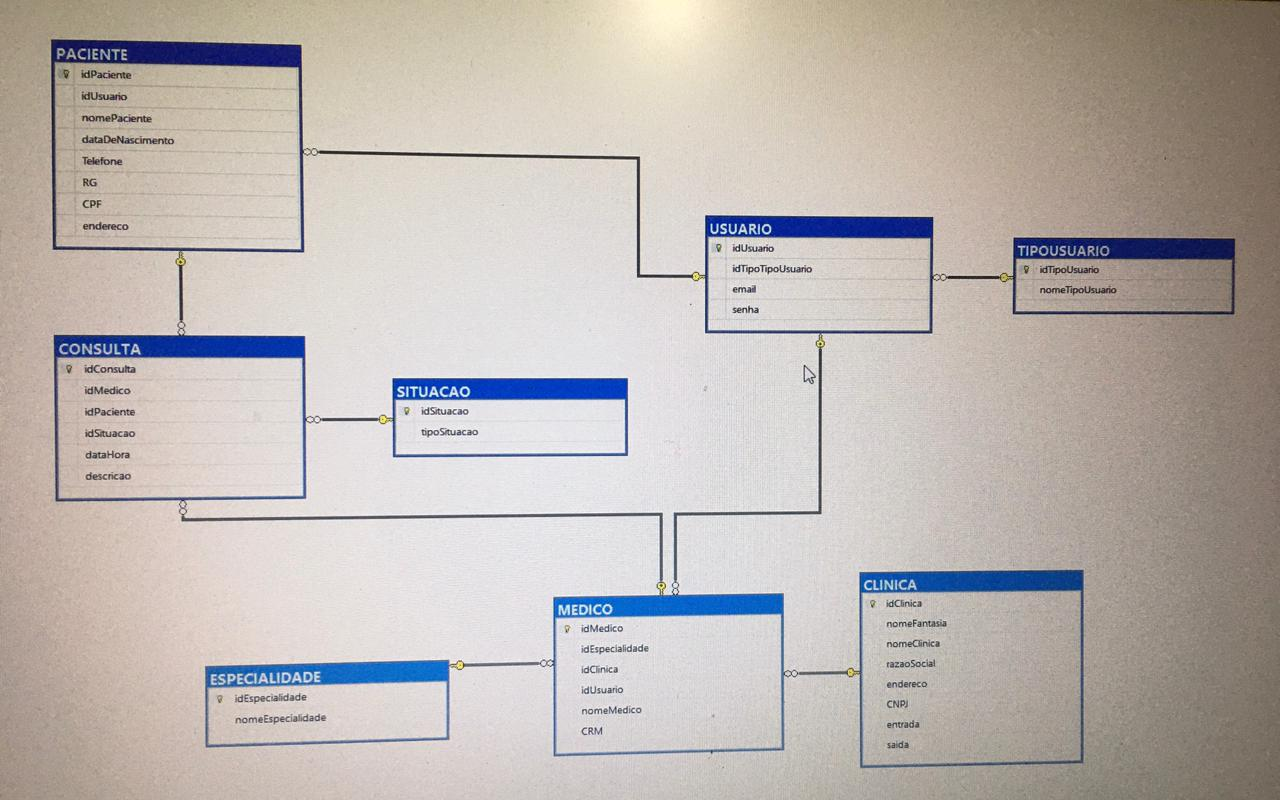 PACIENTE
idPaciente
idUsuario
nomePaciente
dataDeNascimento
Telefone
RG
CPF
endereco
USUARIO
idUsuario
idTipoTipoUsuario
email
senha
TIPOUSUARIO
idTipoUsuario
nomeTipoUsuario
CONSULTA
idConsulta
idMedico
idPaciente
idSituacao
dataHora
descricao
SITUACAO
idSituacao
tipoSituacao
MEDICO
idMedico
idEspecialidade
idClinica
idUsuario
nomeMedico
CRM
CLINICA
idClinica
nomeFantasia
nomeClinica
razaoSocial
endereco
CNPJ
entrada
saida
ESPECIALIDADE
idEspecialidade
nomeEspecialidade